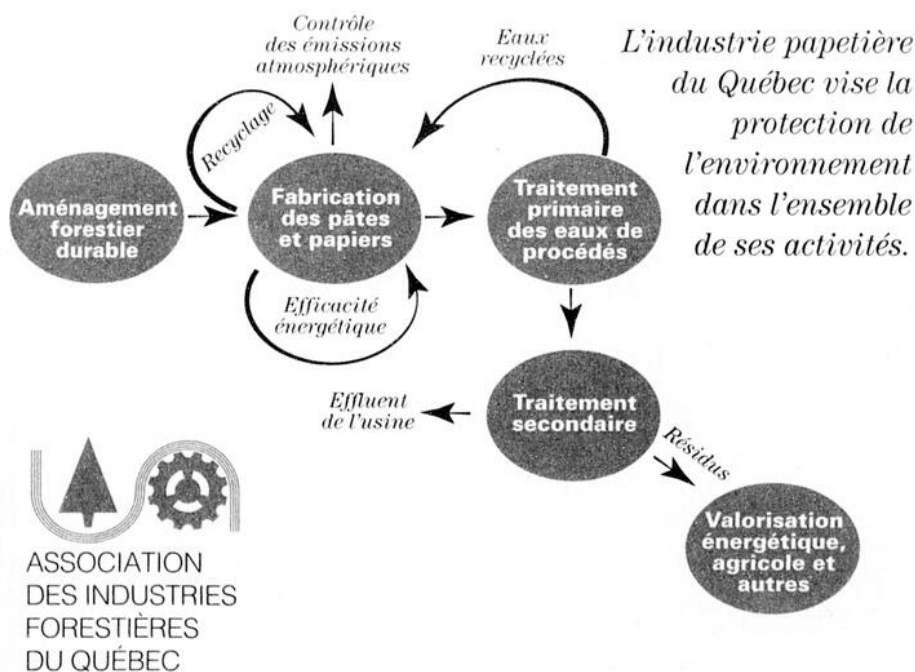 Contrôle
des émissions
atmosphériques
Eaux
recyclées
L'industrie papetière
du Québec vise la
protection de
l'environnement
dans l'ensemble
de ses activités.
Recyclage
Aménagement
forestier
durable
Fabrication
des pâtes
et papiers
Traitement
primaire
des eaux de
procédés
Efficacité
énergétique
Effluent
de l'usine
Traitement
secondaire
Résidus
Valorisation
énergétique,
agricole et
autres
ASSOCIATION
DES INDUSTRIES
FORESTIÈRES
DU QUÉBEC